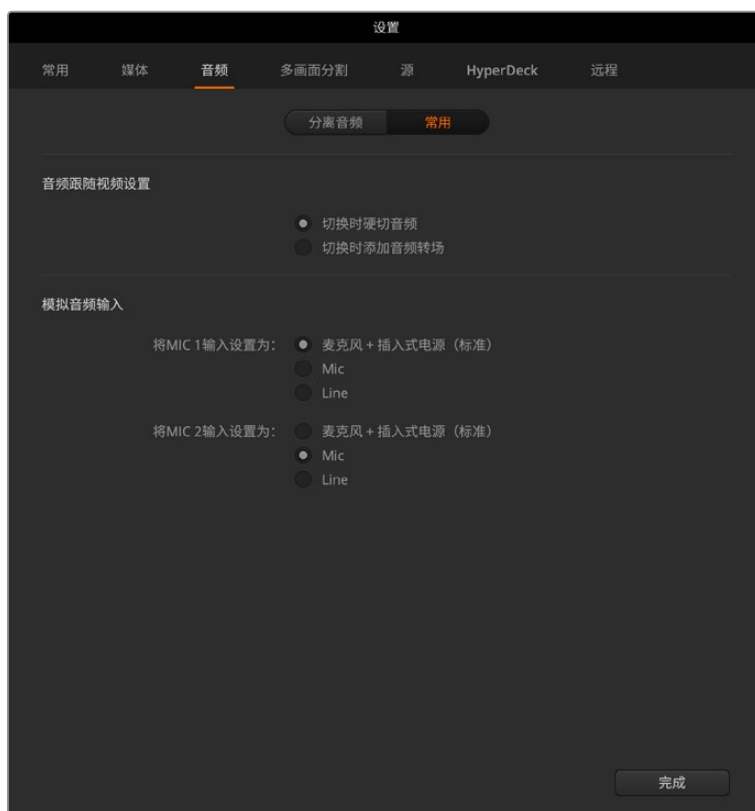 设置
常用 媒体 音频 多画面分割 源 HyperDeck 远程
分离音频 常用
音频跟随视频设置
切换时硬切音频
切换时添加音频转场
模拟音频输入
将MIC 1输入设置为： 麦克风 + 插入式电源（标准）
Mic
Line
将MIC 2输入设置为： 麦克风 + 插入式电源（标准）
Mic
Line
完成